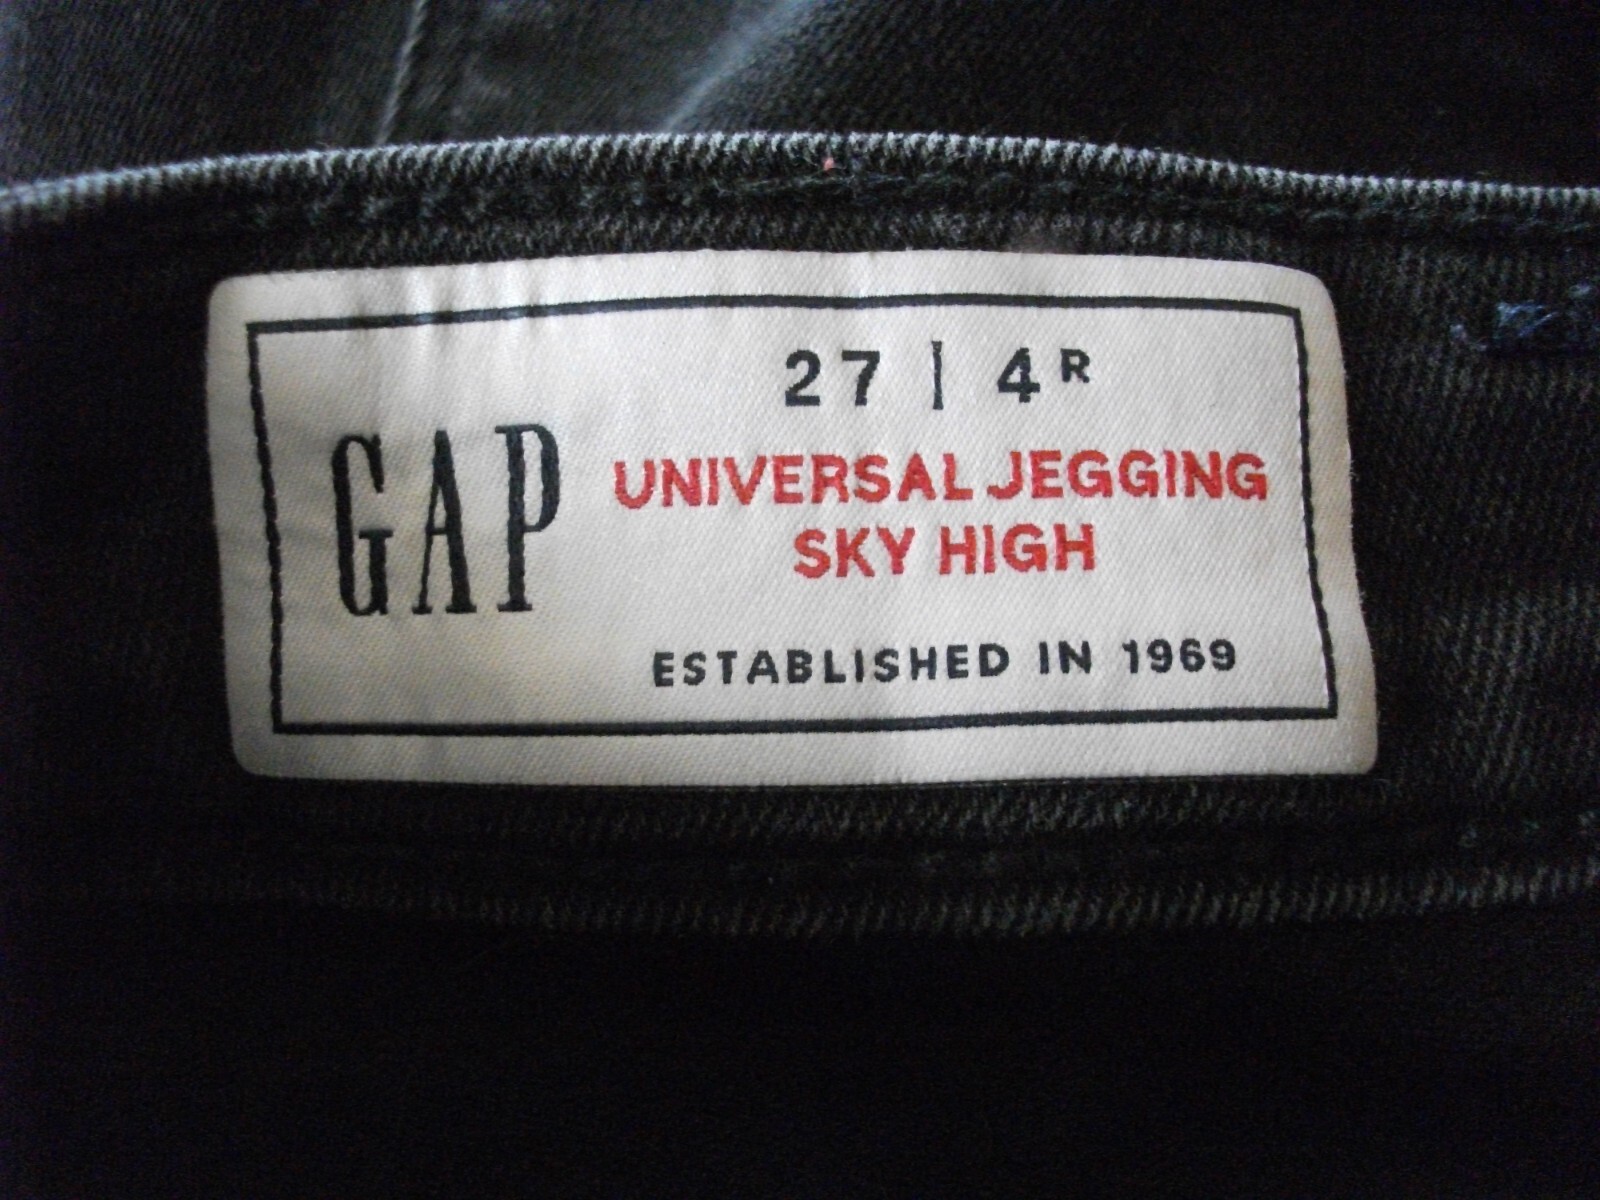 27 | 4R
GAP
UNIVERSAL JEGGING
SKY HIGH
ESTABLISHED IN 1969